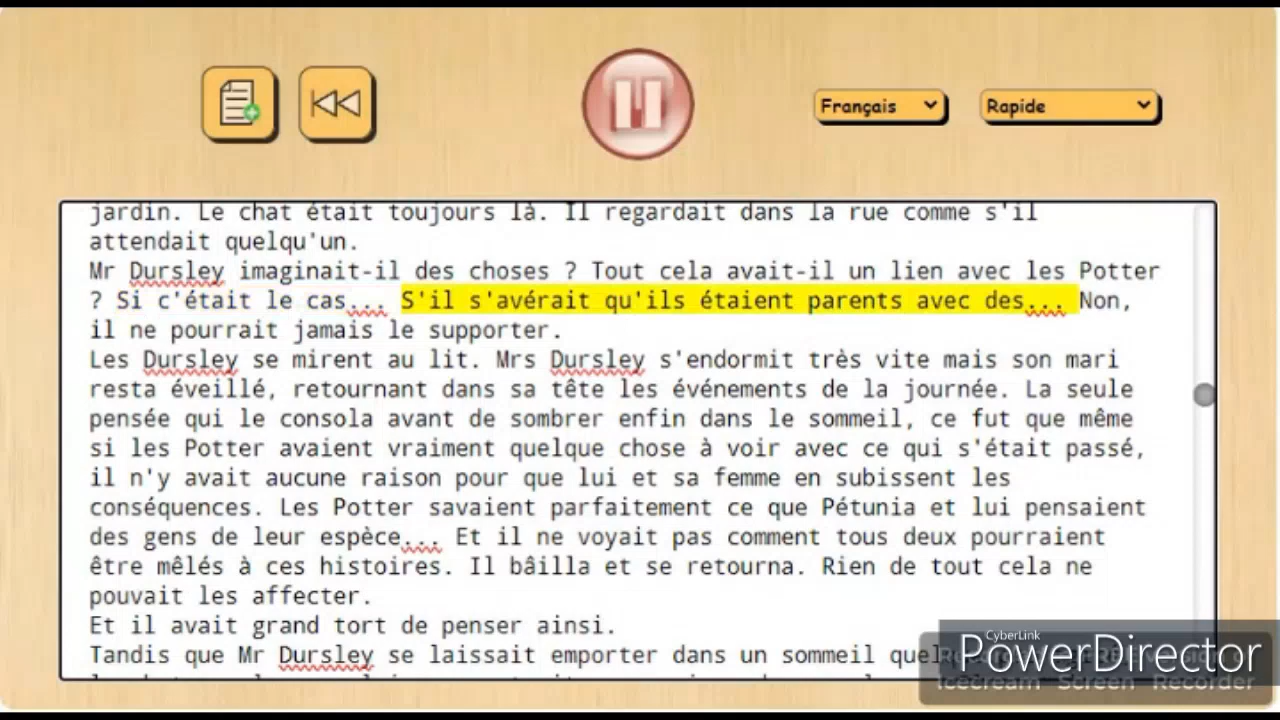 Français
Rapide
jardin. Le chat était toujours là. Il regardait dans la rue comme s'il
attendait quelqu'un.
Mr Dursley imaginait-il des choses ? Tout cela avait-il un lien avec les Potter
? Si c'était le cas... S'il s'avérait qu'ils étaient parents avec des... Non,
il ne pourrait jamais le supporter.
Les Dursley se mirent au lit. Mrs Dursley s'endormit très vite mais son mari
resta éveillé, retournant dans sa tête les événements de la journée. La seule
pensée qui le consola avant de sombrer enfin dans le sommeil, ce fut que même
si les Potter avaient vraiment quelque chose à voir avec ce qui s'était passé,
il n'y avait aucune raison pour que lui et sa femme en subissent les
conséquences. Les Potter savaient parfaitement ce que Pétunia et lui pensaient
des gens de leur espèce... Et il ne voyait pas comment tous deux pourraient
être mêlés à ces histoires. Il bâilla et se retourna. Rien de tout cela ne
pouvait les affecter.
Et il avait grand tort de penser ainsi.
Tandis que Mr Dursley se laissait emporter dans un sommeil
CyberLink
PowerDirector
Icecream Screen Recorder